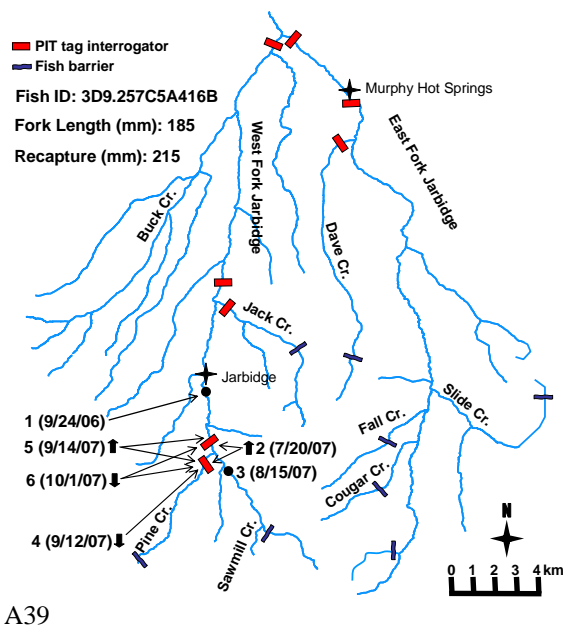 PIT tag interrogator
Fish barrier
Fish ID: 3D9.257C5A416B
Fork Length (mm): 185
Recapture (mm): 215
Murphy Hot Springs
West Fork Jarbidge
East Fork Jarbidge
Buck Cr.
Dave Cr.
Jack Cr.
Jarbidge
Slide Cr.
Fall Cr.
Cougar Cr.
1 (9/24/06)
5 (9/14/07)
2 (7/20/07)
6 (10/1/07)
3 (8/15/07)
4 (9/12/07)
Pine Cr.
Sawmill Cr.
N
0 1 2 3 4 km
A39